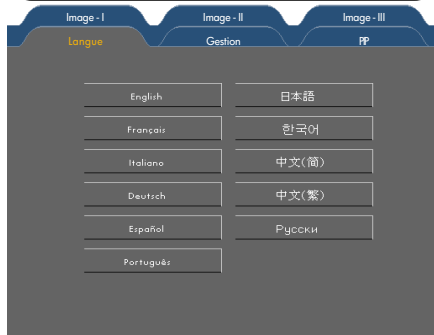 Image - I
Image - II
Image - III
Langue
Gestion
PIP
English
日本語
Français
한국어
Italiano
中文(简)
Deutsch
中文(繁)
Español
Русски
Português